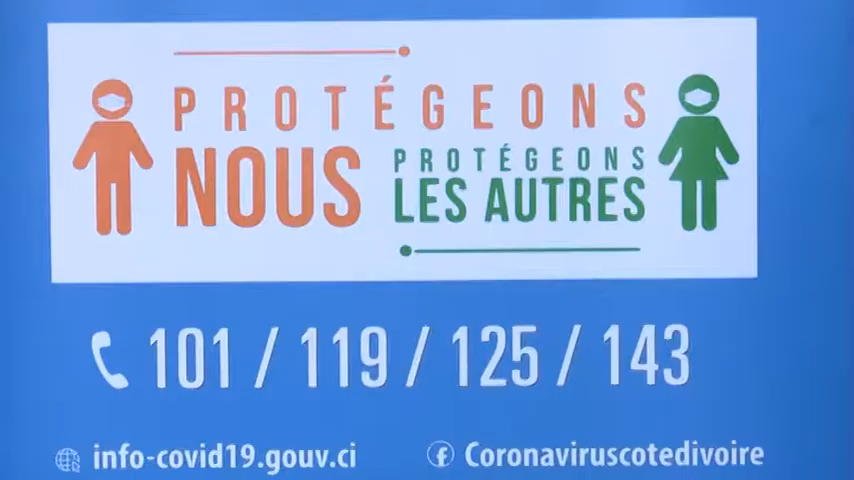 PROTÉGEONS
NOUS
PROTÉGEONS
LES AUTRES
101 / 119 / 125 / 143
info-covid19.gouv.ci
Coronaviruscotedivoire